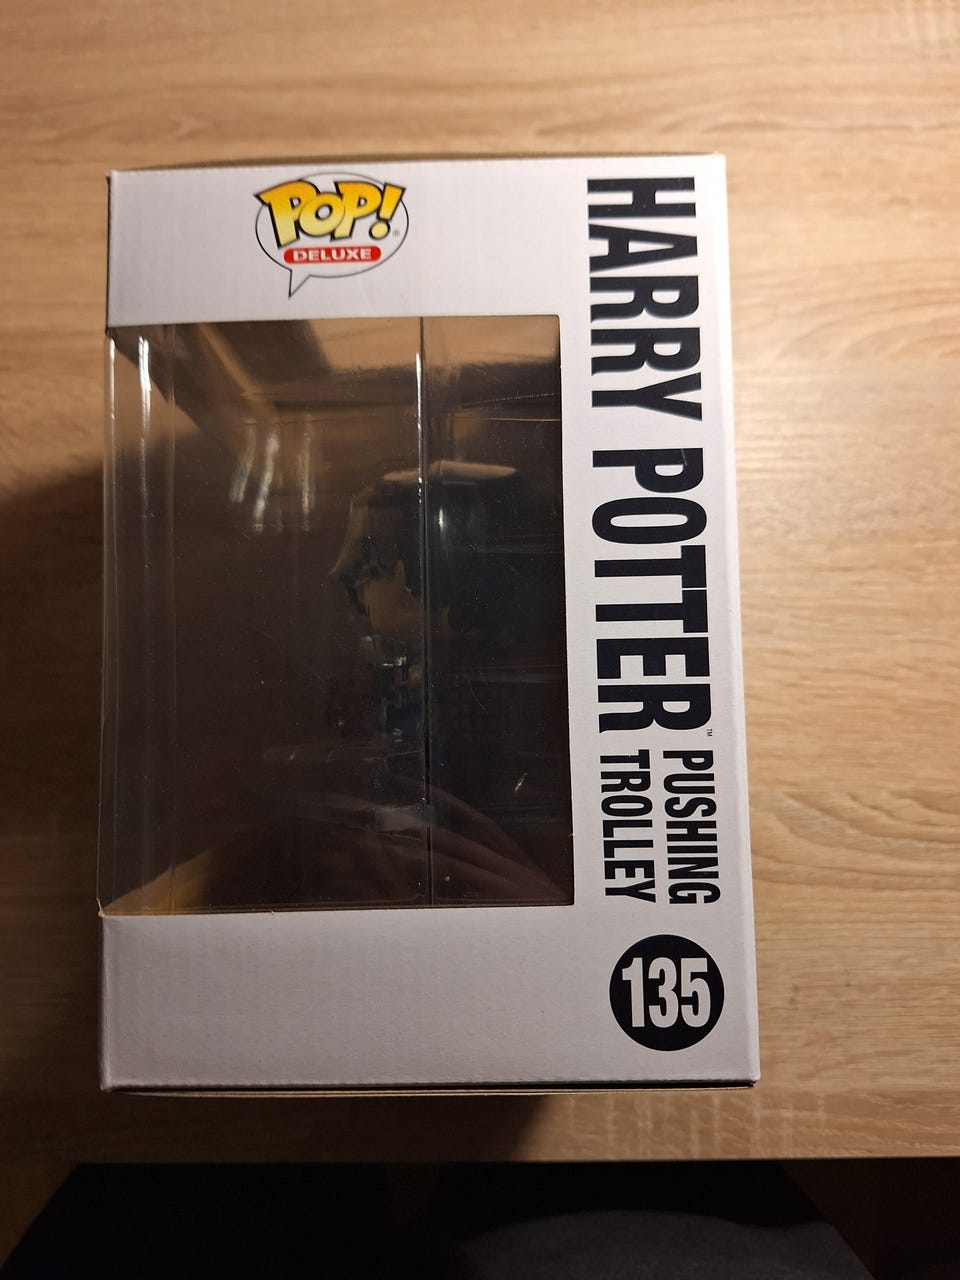 POP!®
DELUXE
HARRY POTTER™
PUSHING
TROLLEY
135